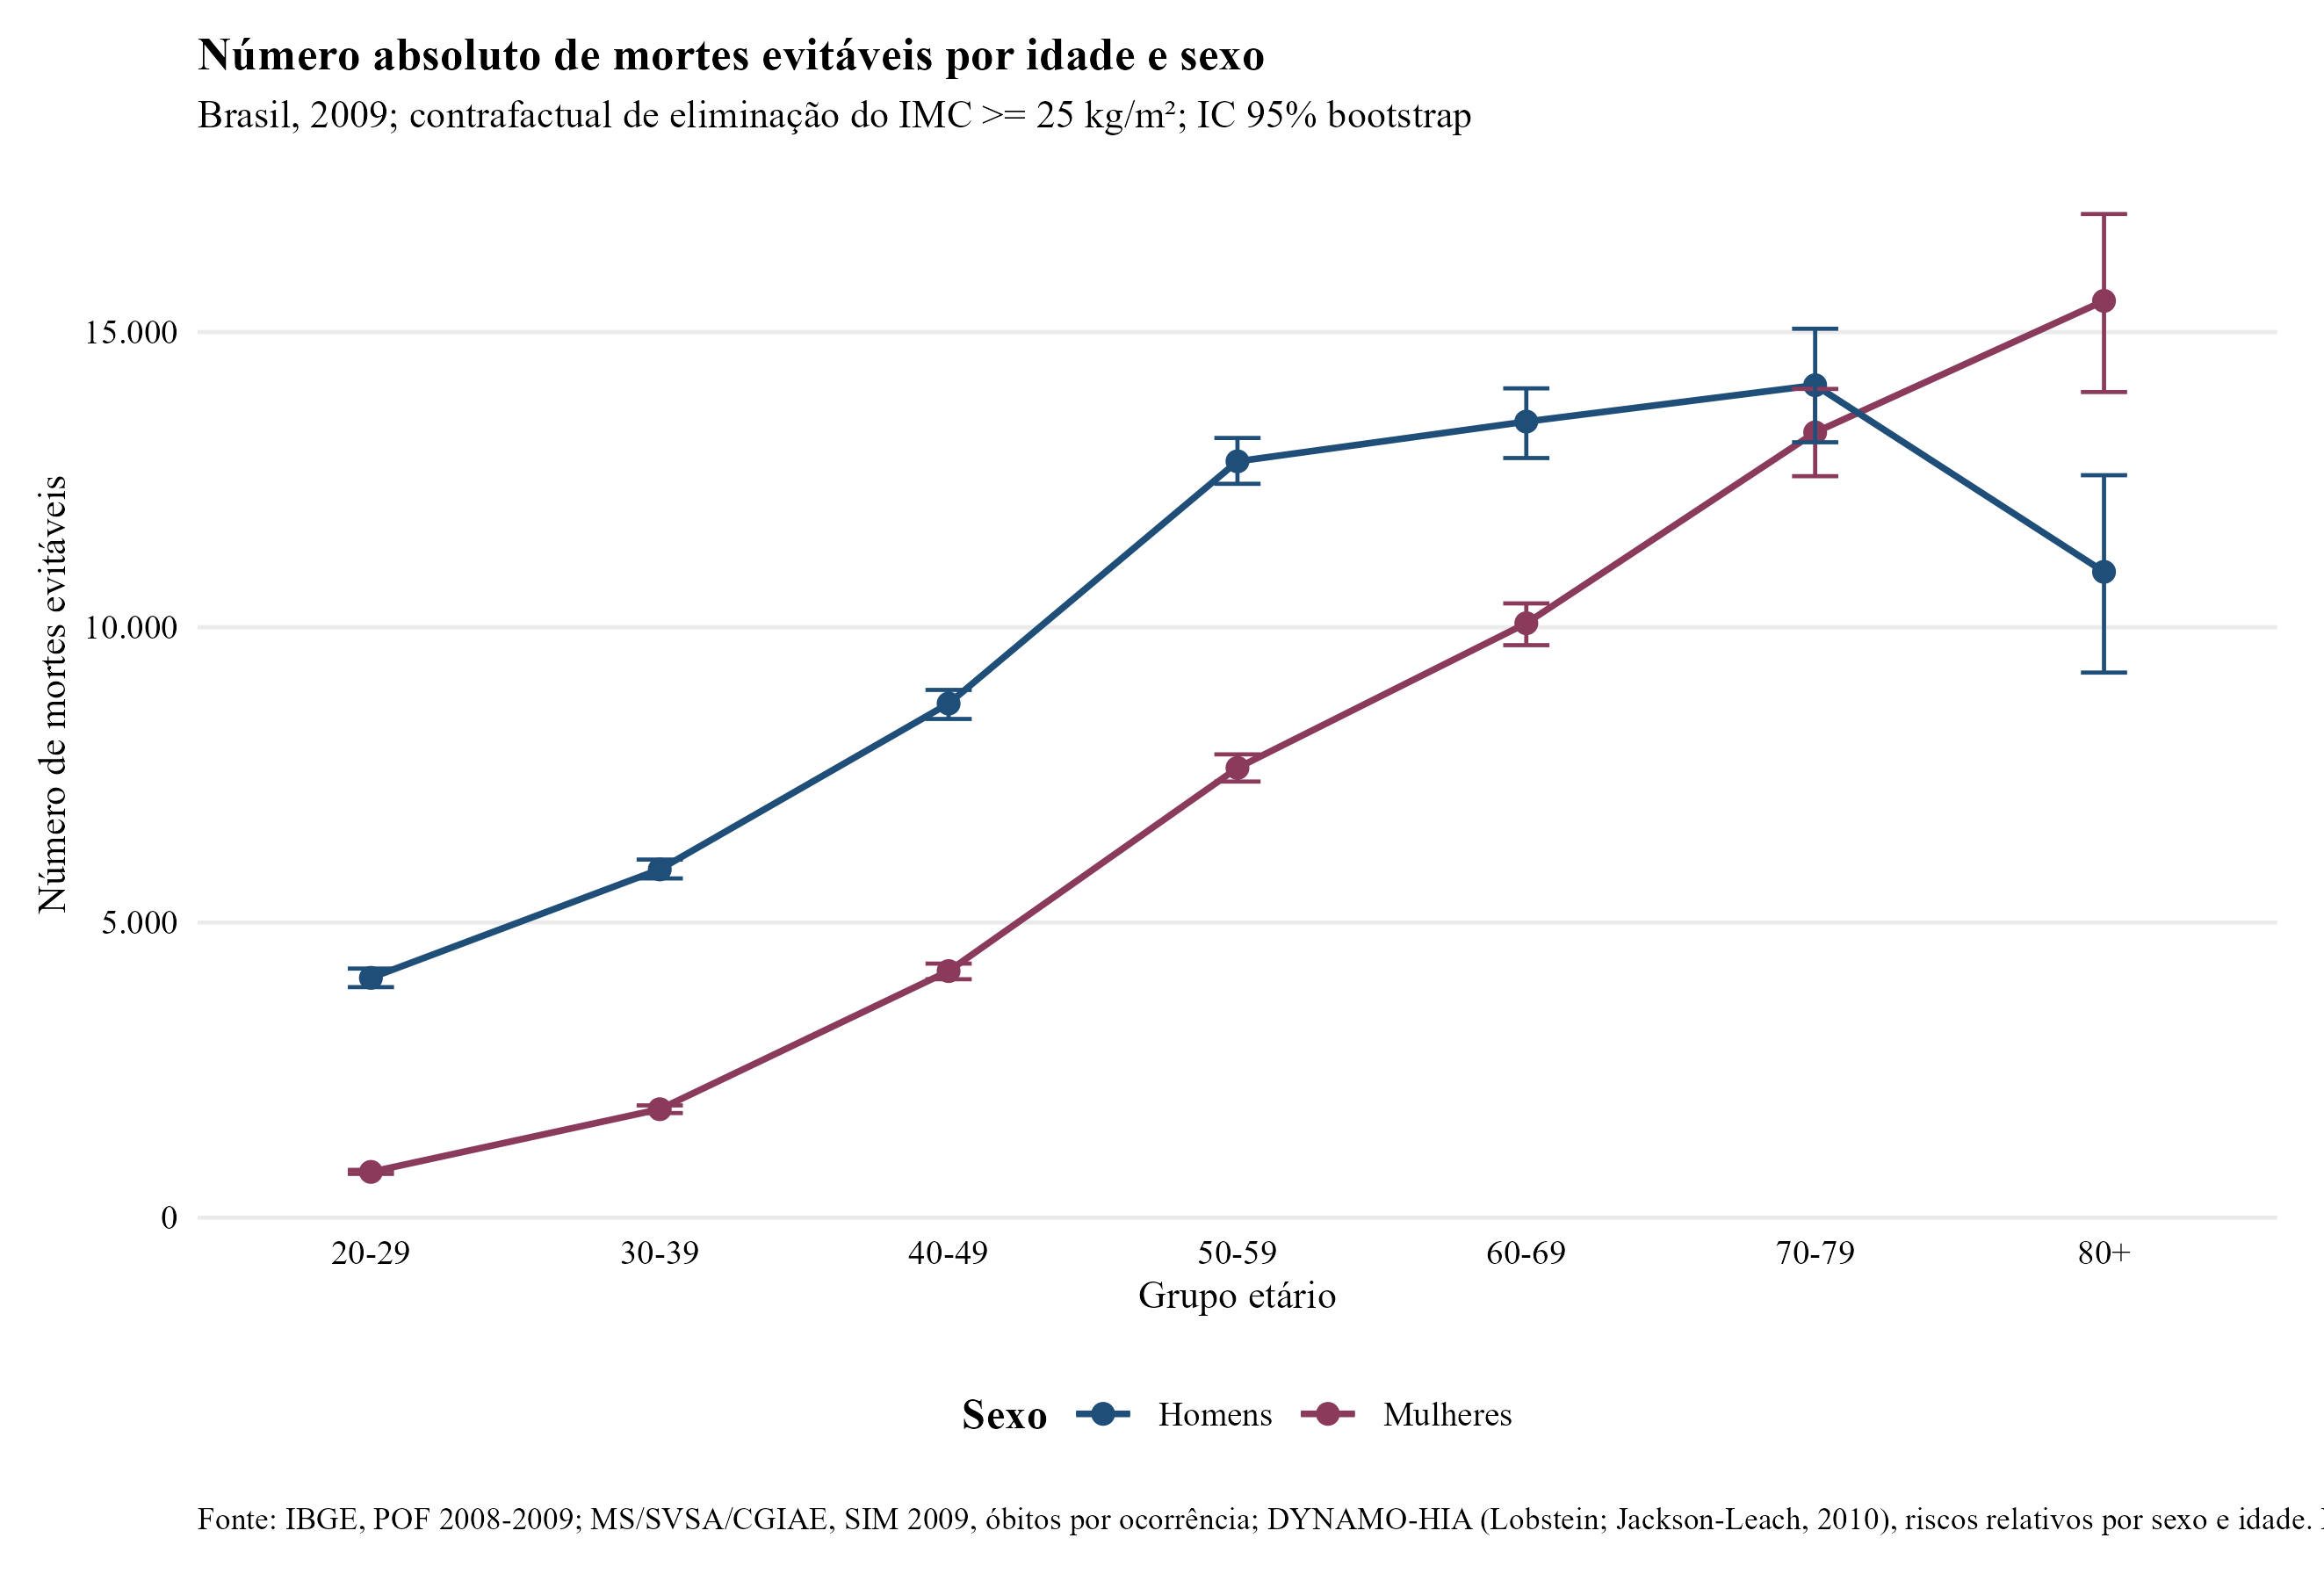 Número absoluto de mortes evitáveis por idade e sexo
Brasil, 2009; contrafactual de eliminação do IMC >= 25 kg/m²; IC 95% bootstrap
Número de mortes evitáveis
15.000
10.000
5.000
0
20-29 30-39 40-49 50-59 60-69 70-79 80+
Grupo etário
Sexo Homens Mulheres
Fonte: IBGE, POF 2008-2009; MS/SVSA/CGIAE, SIM 2009, óbitos por ocorrência; DYNAMO-HIA (Lobstein; Jackson-Leach, 2010), riscos relativos por sexo e idade.